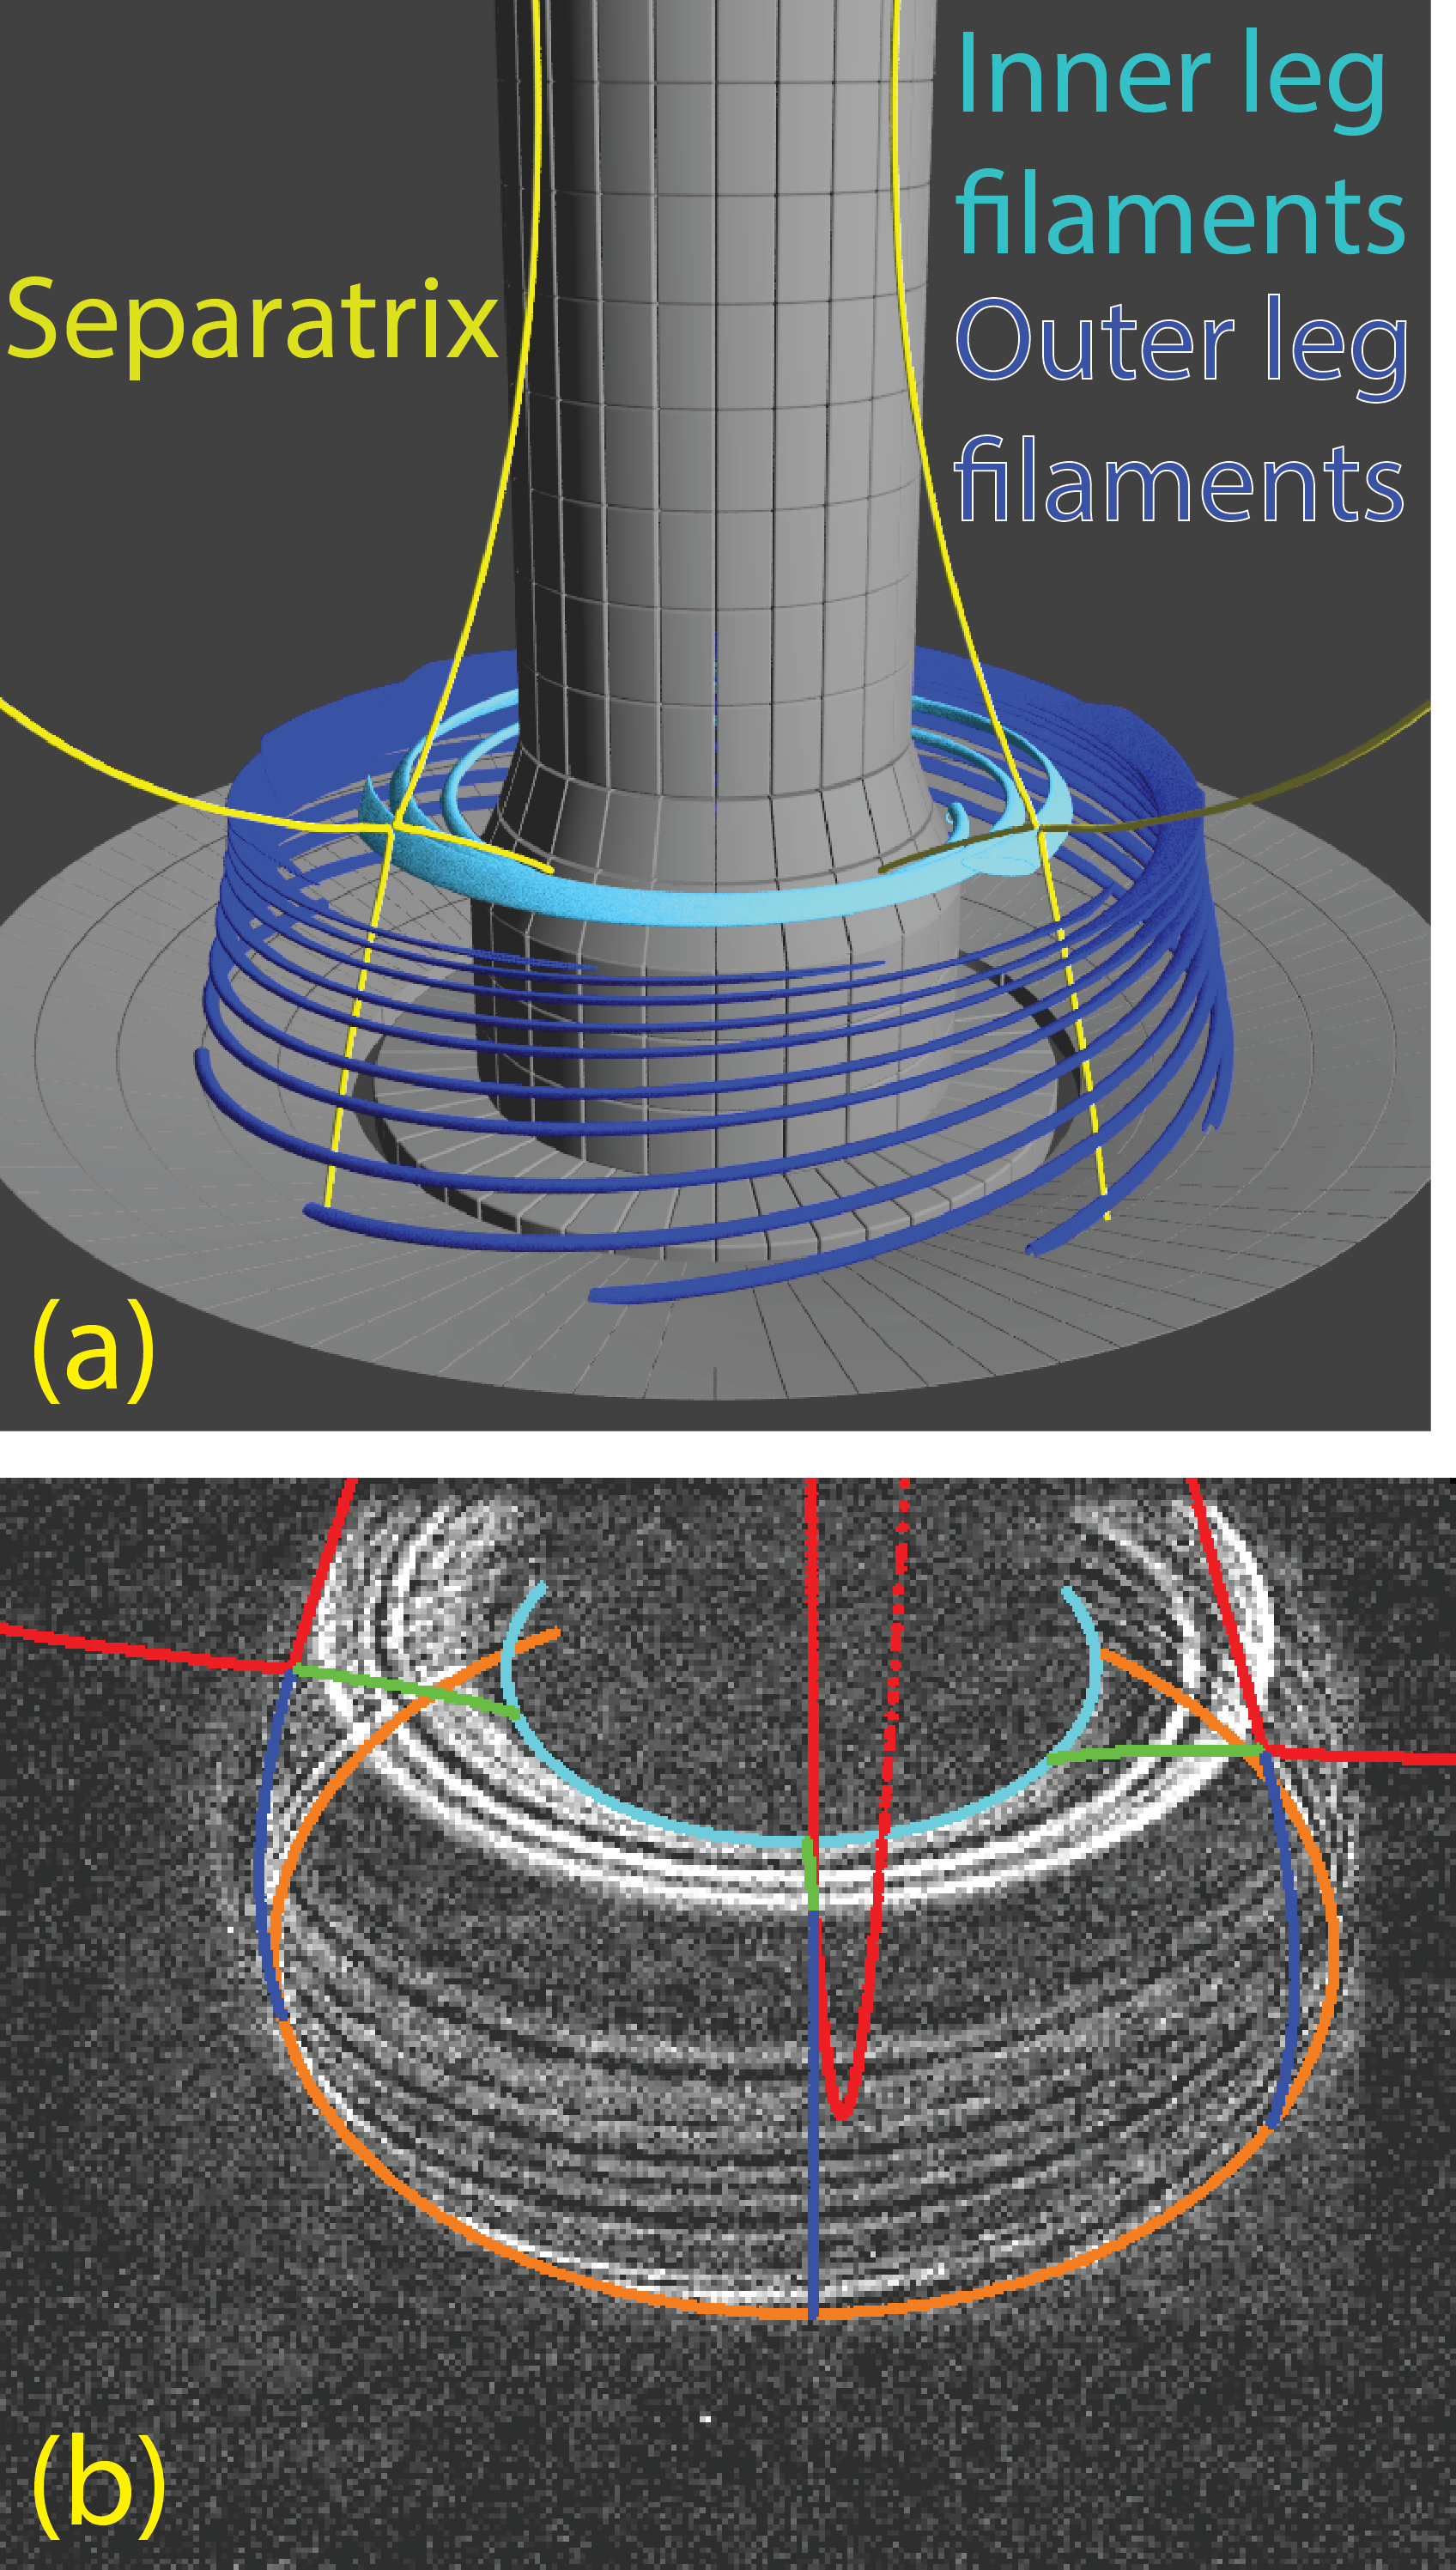 Inner leg
filaments
Separatrix
Outer leg
filaments
(a)
(b)